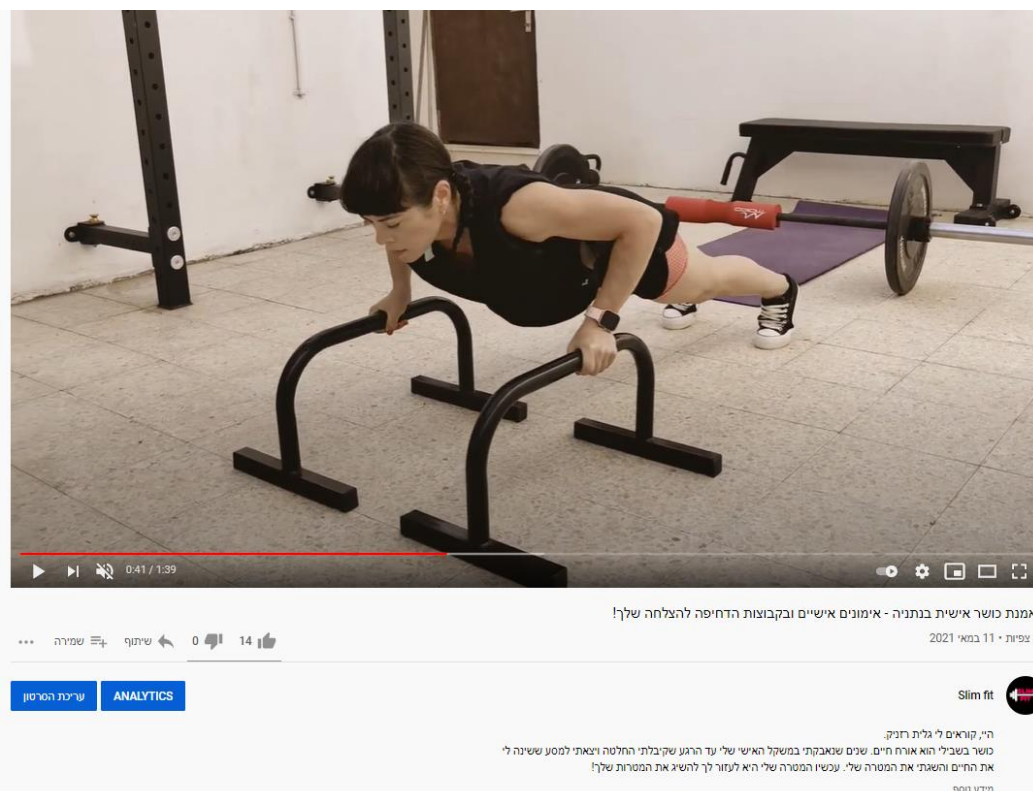 0:41 / 1:39
אמנת כושר אישית בנתניה - אימונים אישיים ובקבוצות הדחיפה להצלחה שלך!
צפיות • 11 במאי 2021
14
0
שיתוף
שמירה
Slim fit
ANALYTICS
עריכת הסרטון
היי, קוראים לי גלית רזניק.
כושר בשבילי הוא אורח חיים. שנים שנאבקתי במשקל האישי שלי עד הרגע שקיבלתי החלטה ויצאתי למסע ששינה לי
את החיים והשגתי את המטרה שלי. עכשיו המטרה שלי היא לעזור לך להשיג את המטרות שלך!
מידע נוסף